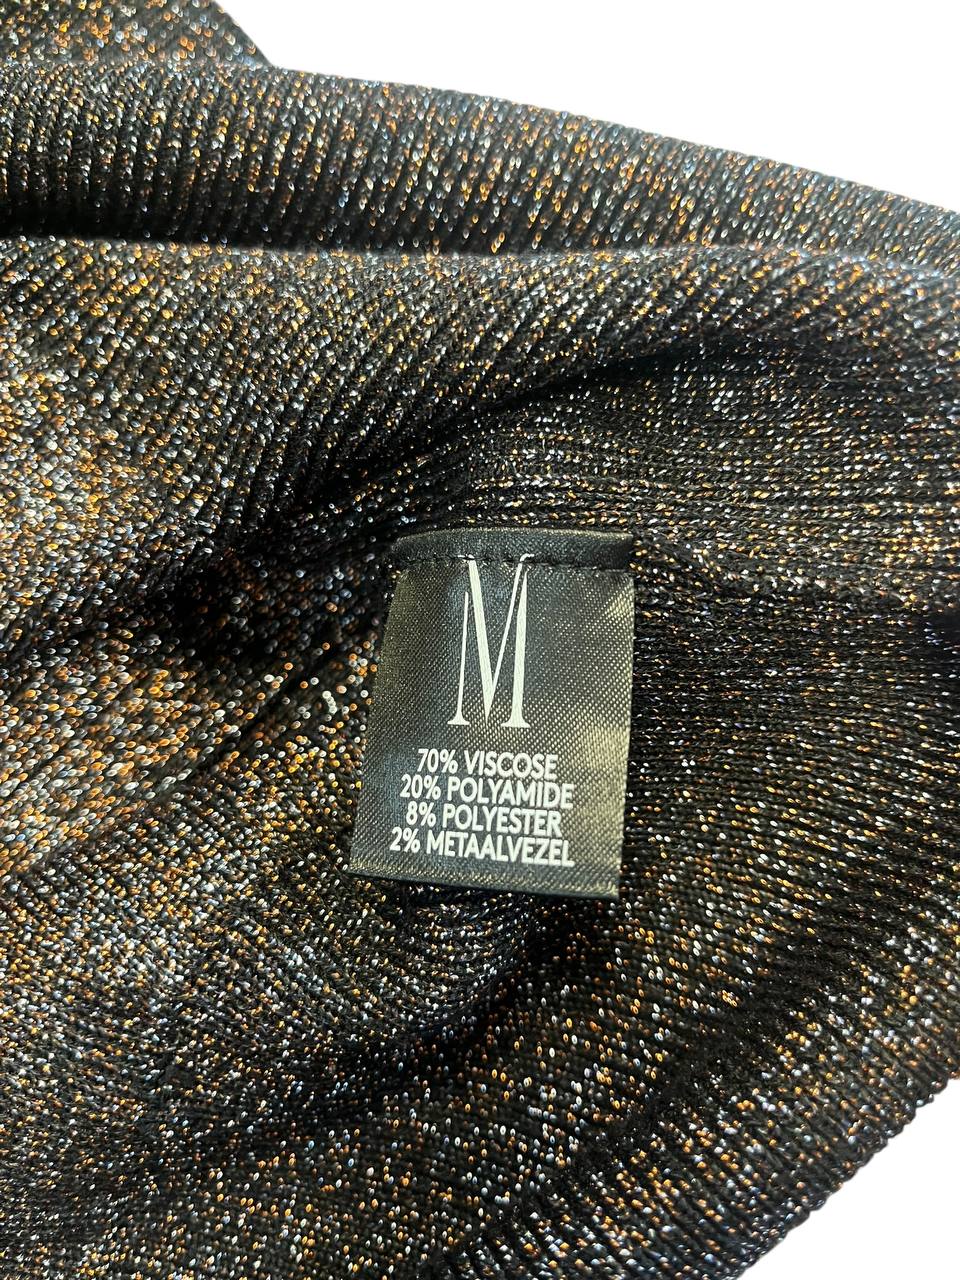 M
70% VISCOSE
20% POLYAMIDE
8% POLYESTER
2% METAALVEZEL